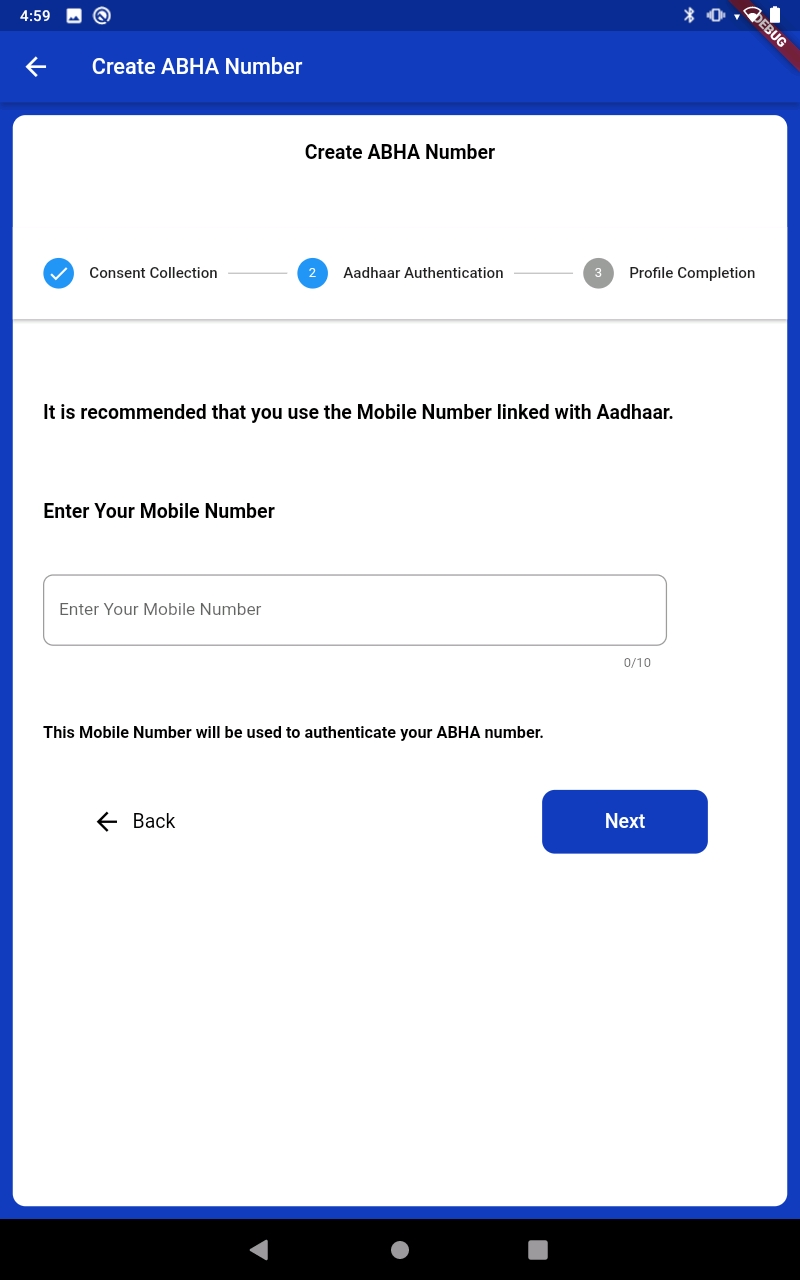 4:59
DEBUG
Create ABHA Number
Create ABHA Number
Consent Collection 2 Aadhaar Authentication 3 Profile Completion
It is recommended that you use the Mobile Number linked with Aadhaar.
Enter Your Mobile Number
Enter Your Mobile Number
0/10
This Mobile Number will be used to authenticate your ABHA number.
Back Next